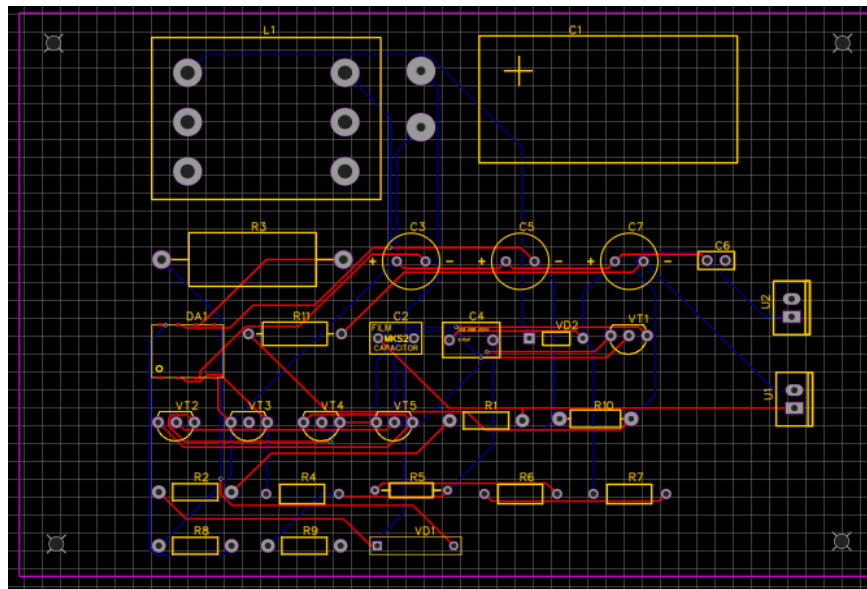 L1
C1
R3
C3
C5
C7
C6
+
-
+
-
+
-
U2
DA1
R11
C2
C4
VD2
VT1
FILM
MKS2
CAPACITOR
U1
VT2
VT3
VT4
VT5
R1
R10
R2
R4
R5
R6
R7
R8
R9
VD1